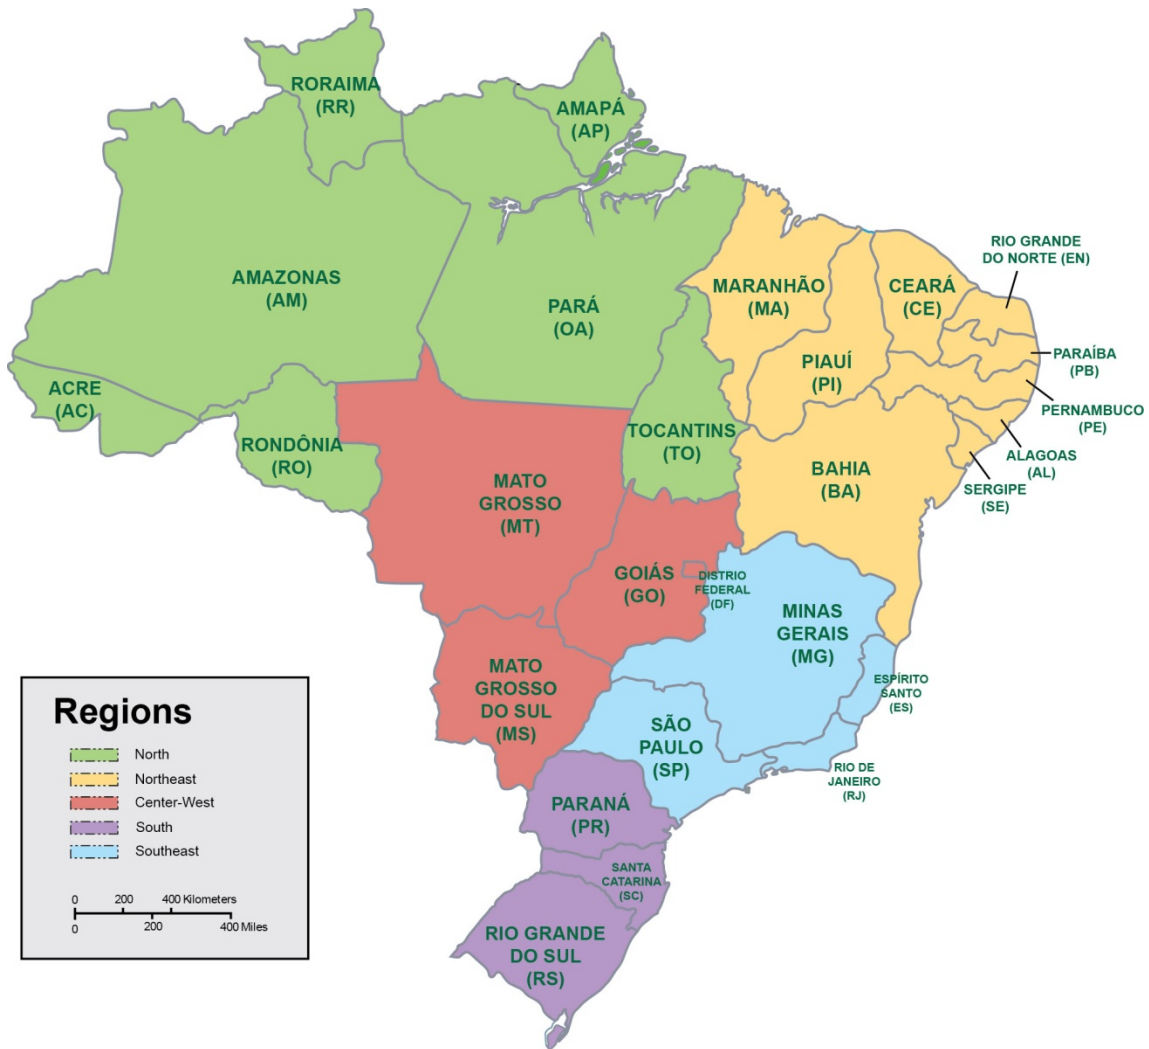 RORAIMA
(RR)
AMAPÁ
(AP)
AMAZONAS
(AM)
PARÁ
(OA)
MARANHÃO
(MA)
CEARÁ
(CE)
RIO GRANDE
DO NORTE (EN)
PIAUÍ
(PI)
PARAÍBA
(PB)
ACRE
(AC)
PERNAMBUCO
(PE)
RONDÔNIA
(RO)
TOCANTINS
(TO)
ALAGOAS
(AL)
BAHIA
(BA)
SERGIPE
(SE)
MATO
GROSSO
(MT)
GOIÁS
(GO)
DISTRIO
FEDERAL
(DF)
MINAS
GERAIS
(MG)
MATO
GROSSO
DO SUL
(MS)
ESPÍRITO
SANTO
(ES)
SÃO
PAULO
(SP)
RIO DE
JANEIRO
(RJ)
PARANÁ
(PR)
SANTA
CATARINA
(SC)
RIO GRANDE
DO SUL
(RS)
Regions
North
Northeast
Center-West
South
Southeast
0 200 400 Kilometers
0 200 400 Miles